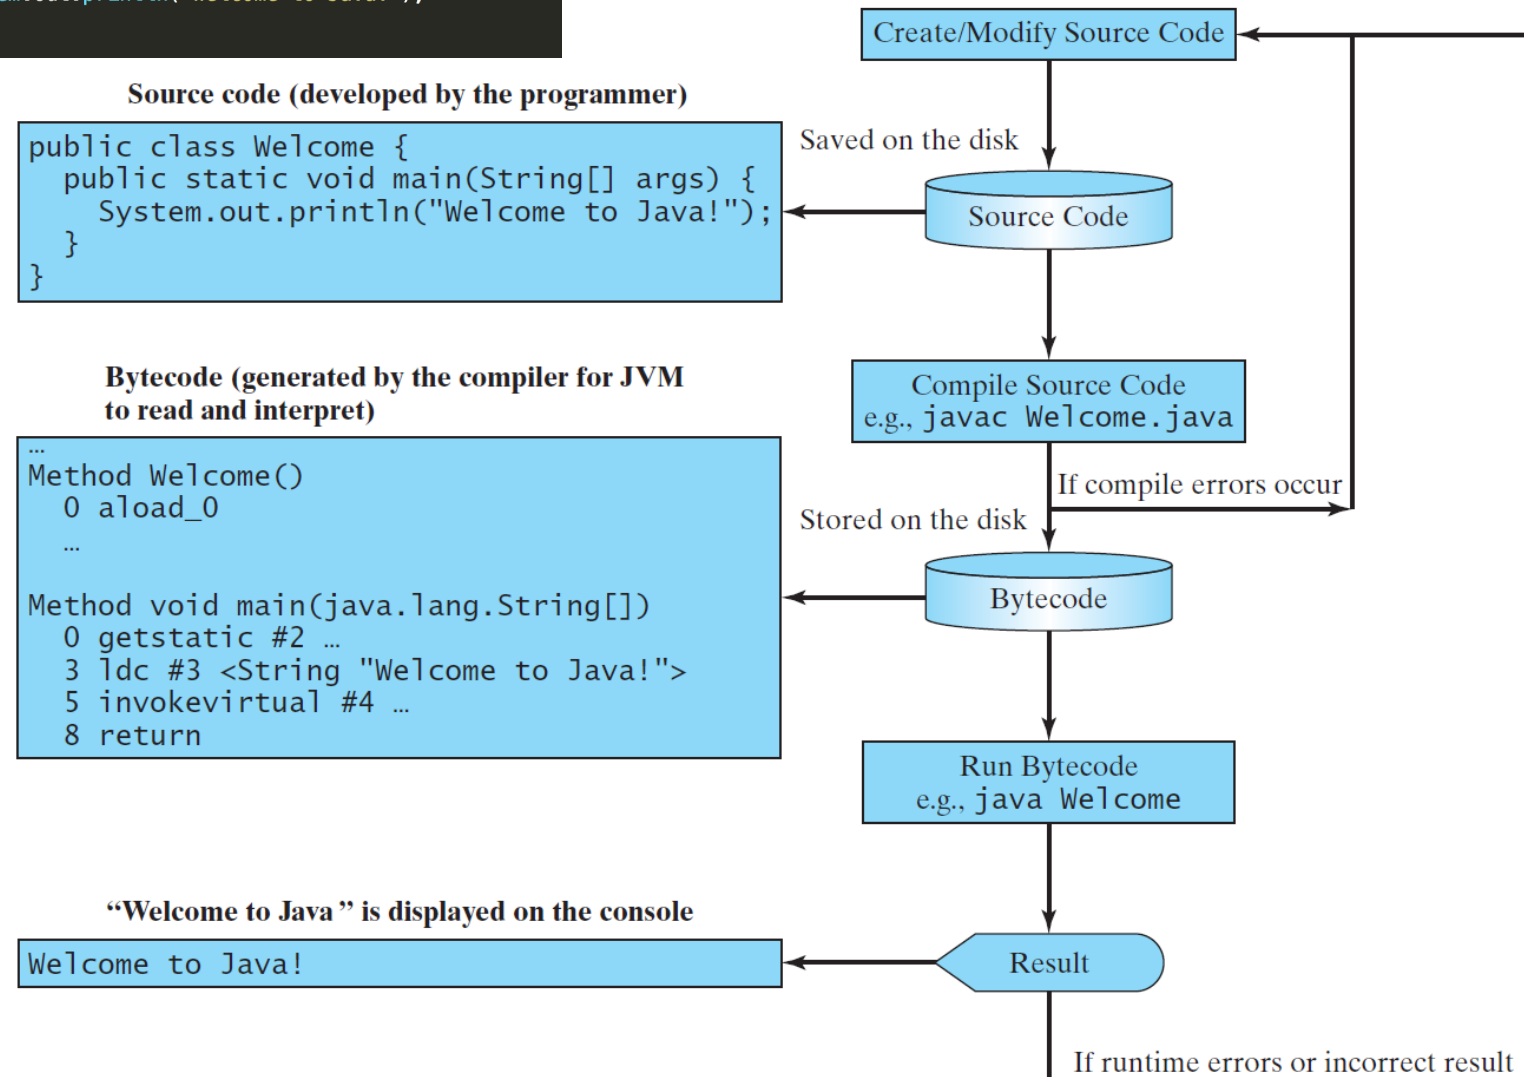 Create/Modify Source Code
Source code (developed by the programmer)
public class Welcome {
  public static void main(String[] args) {
    System.out.println("Welcome to Java!");
  }
}
Saved on the disk
Source Code
Bytecode (generated by the compiler for JVM
to read and interpret)
…
Method Welcome()
  0 aload_0
  …
Method void main(java.lang.String[])
  0 getstatic #2 …
  3 ldc #3 <String "Welcome to Java!">
  5 invokevirtual #4 …
  8 return
Compile Source Code
e.g., javac Welcome.java
If compile errors occur
Stored on the disk
Bytecode
Run Bytecode
e.g., java Welcome
“Welcome to Java” is displayed on the console
Welcome to Java!
Result
If runtime errors or incorrect result